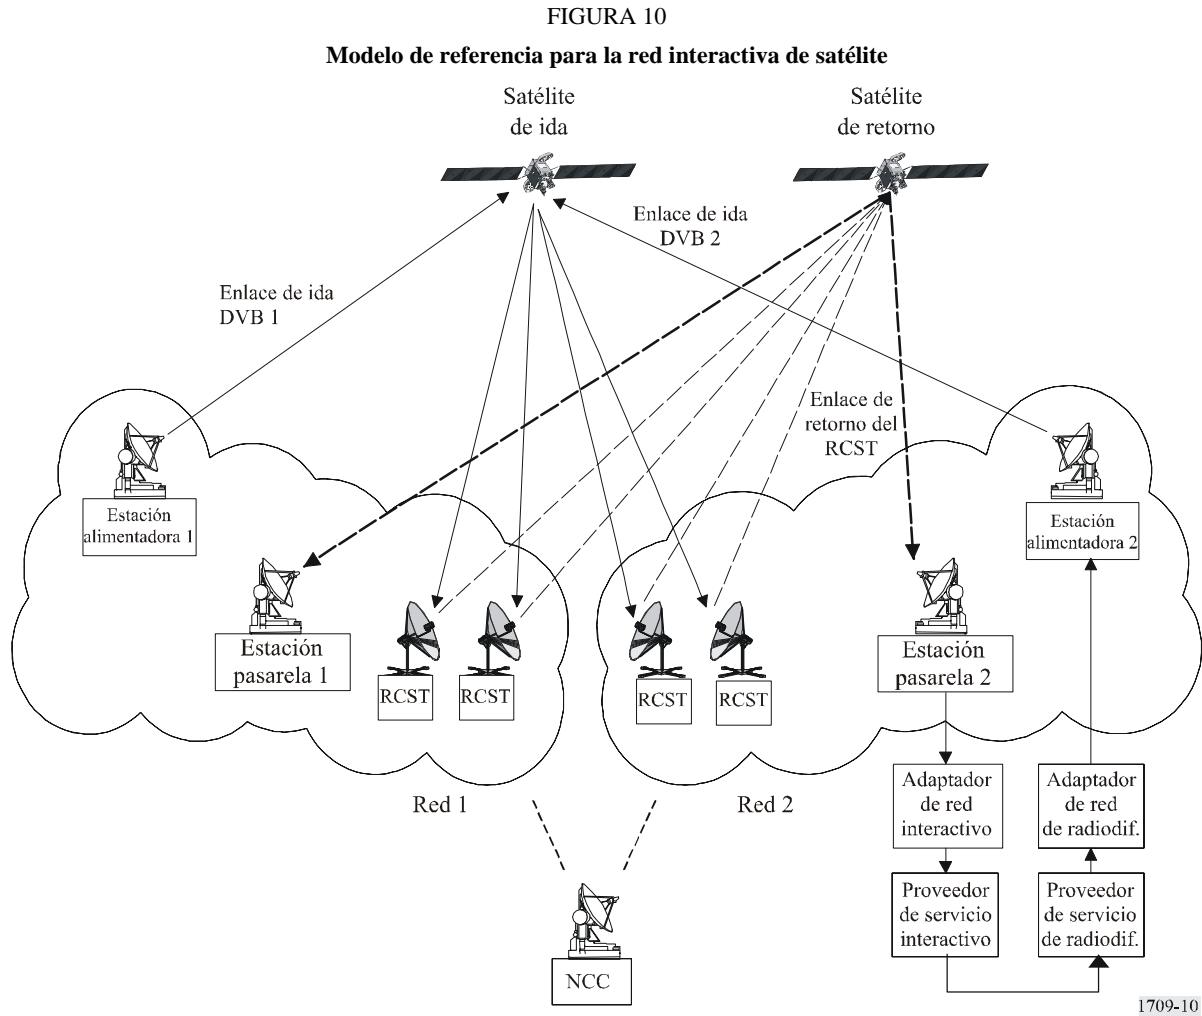 FIGURA 10
Modelo de referencia para la red interactiva de satélite
Satélite
de ida
Satélite
de retorno
Enlace de ida
DVB 2
Enlace de ida
DVB 1
Enlace de
retorno del
RCST
Estación
alimentadora 1
Estación
alimentadora 2
Estación
pasarela 1
RCST
RCST
RCST
RCST
Estación
pasarela 2
Red 1
Red 2
Adaptador
de red
interactivo
Adaptador
de red
de radiodif.
Proveedor
de servicio
interactivo
Proveedor
de servicio
de radiodif.
NCC
1709-10